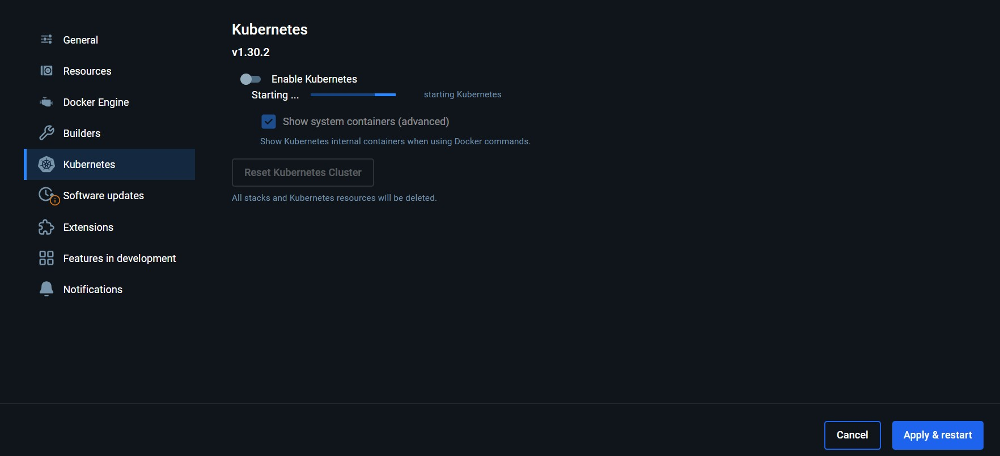 General
Resources
Docker Engine
Builders
Kubernetes
Software updates
Extensions
Features in development
Notifications
Kubernetes
v1.30.2
Enable Kubernetes
Starting ...
starting Kubernetes
Show system containers (advanced)
Show Kubernetes internal containers when using Docker commands.
Reset Kubernetes Cluster
All stacks and Kubernetes resources will be deleted.
Cancel
Apply & restart